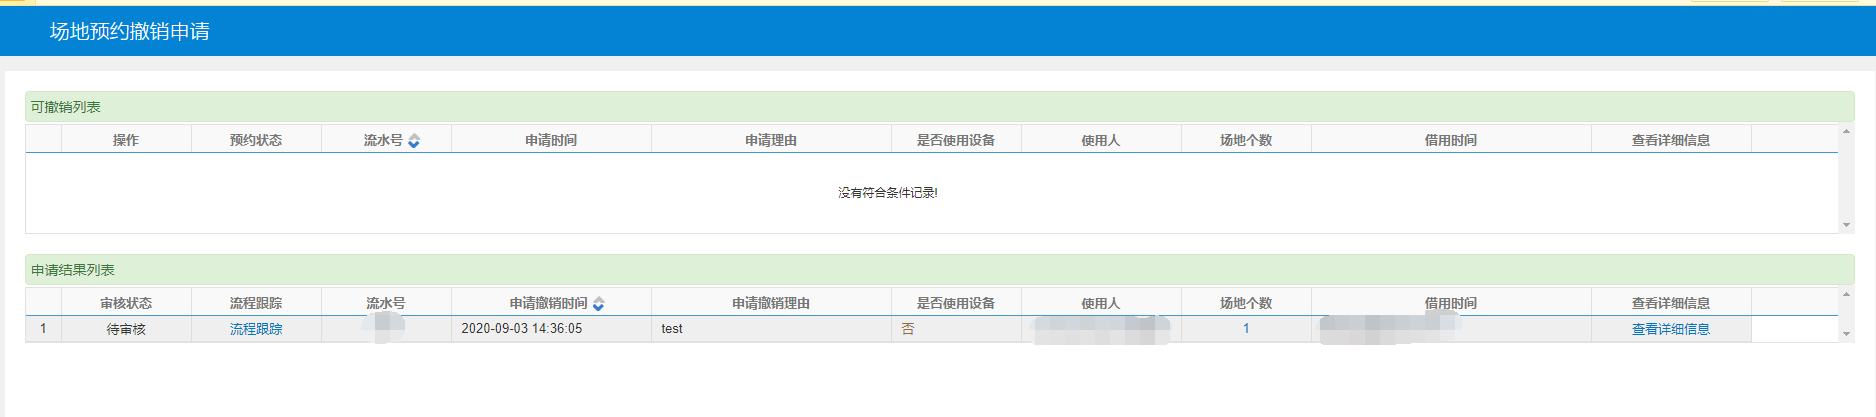 场地预约撤销申请
可撤销列表
操作 预约状态 流水号 申请时间 申请理由 是否使用设备 使用人 场地个数 借用时间 查看详细信息
没有符合条件记录!
申请结果列表
审核状态 流程跟踪 流水号 申请撤销时间 申请撤销理由 是否使用设备 使用人 场地个数 借用时间 查看详细信息
1 待审核 流程跟踪 2020-09-03 14:36:05 test 否 1 查看详细信息